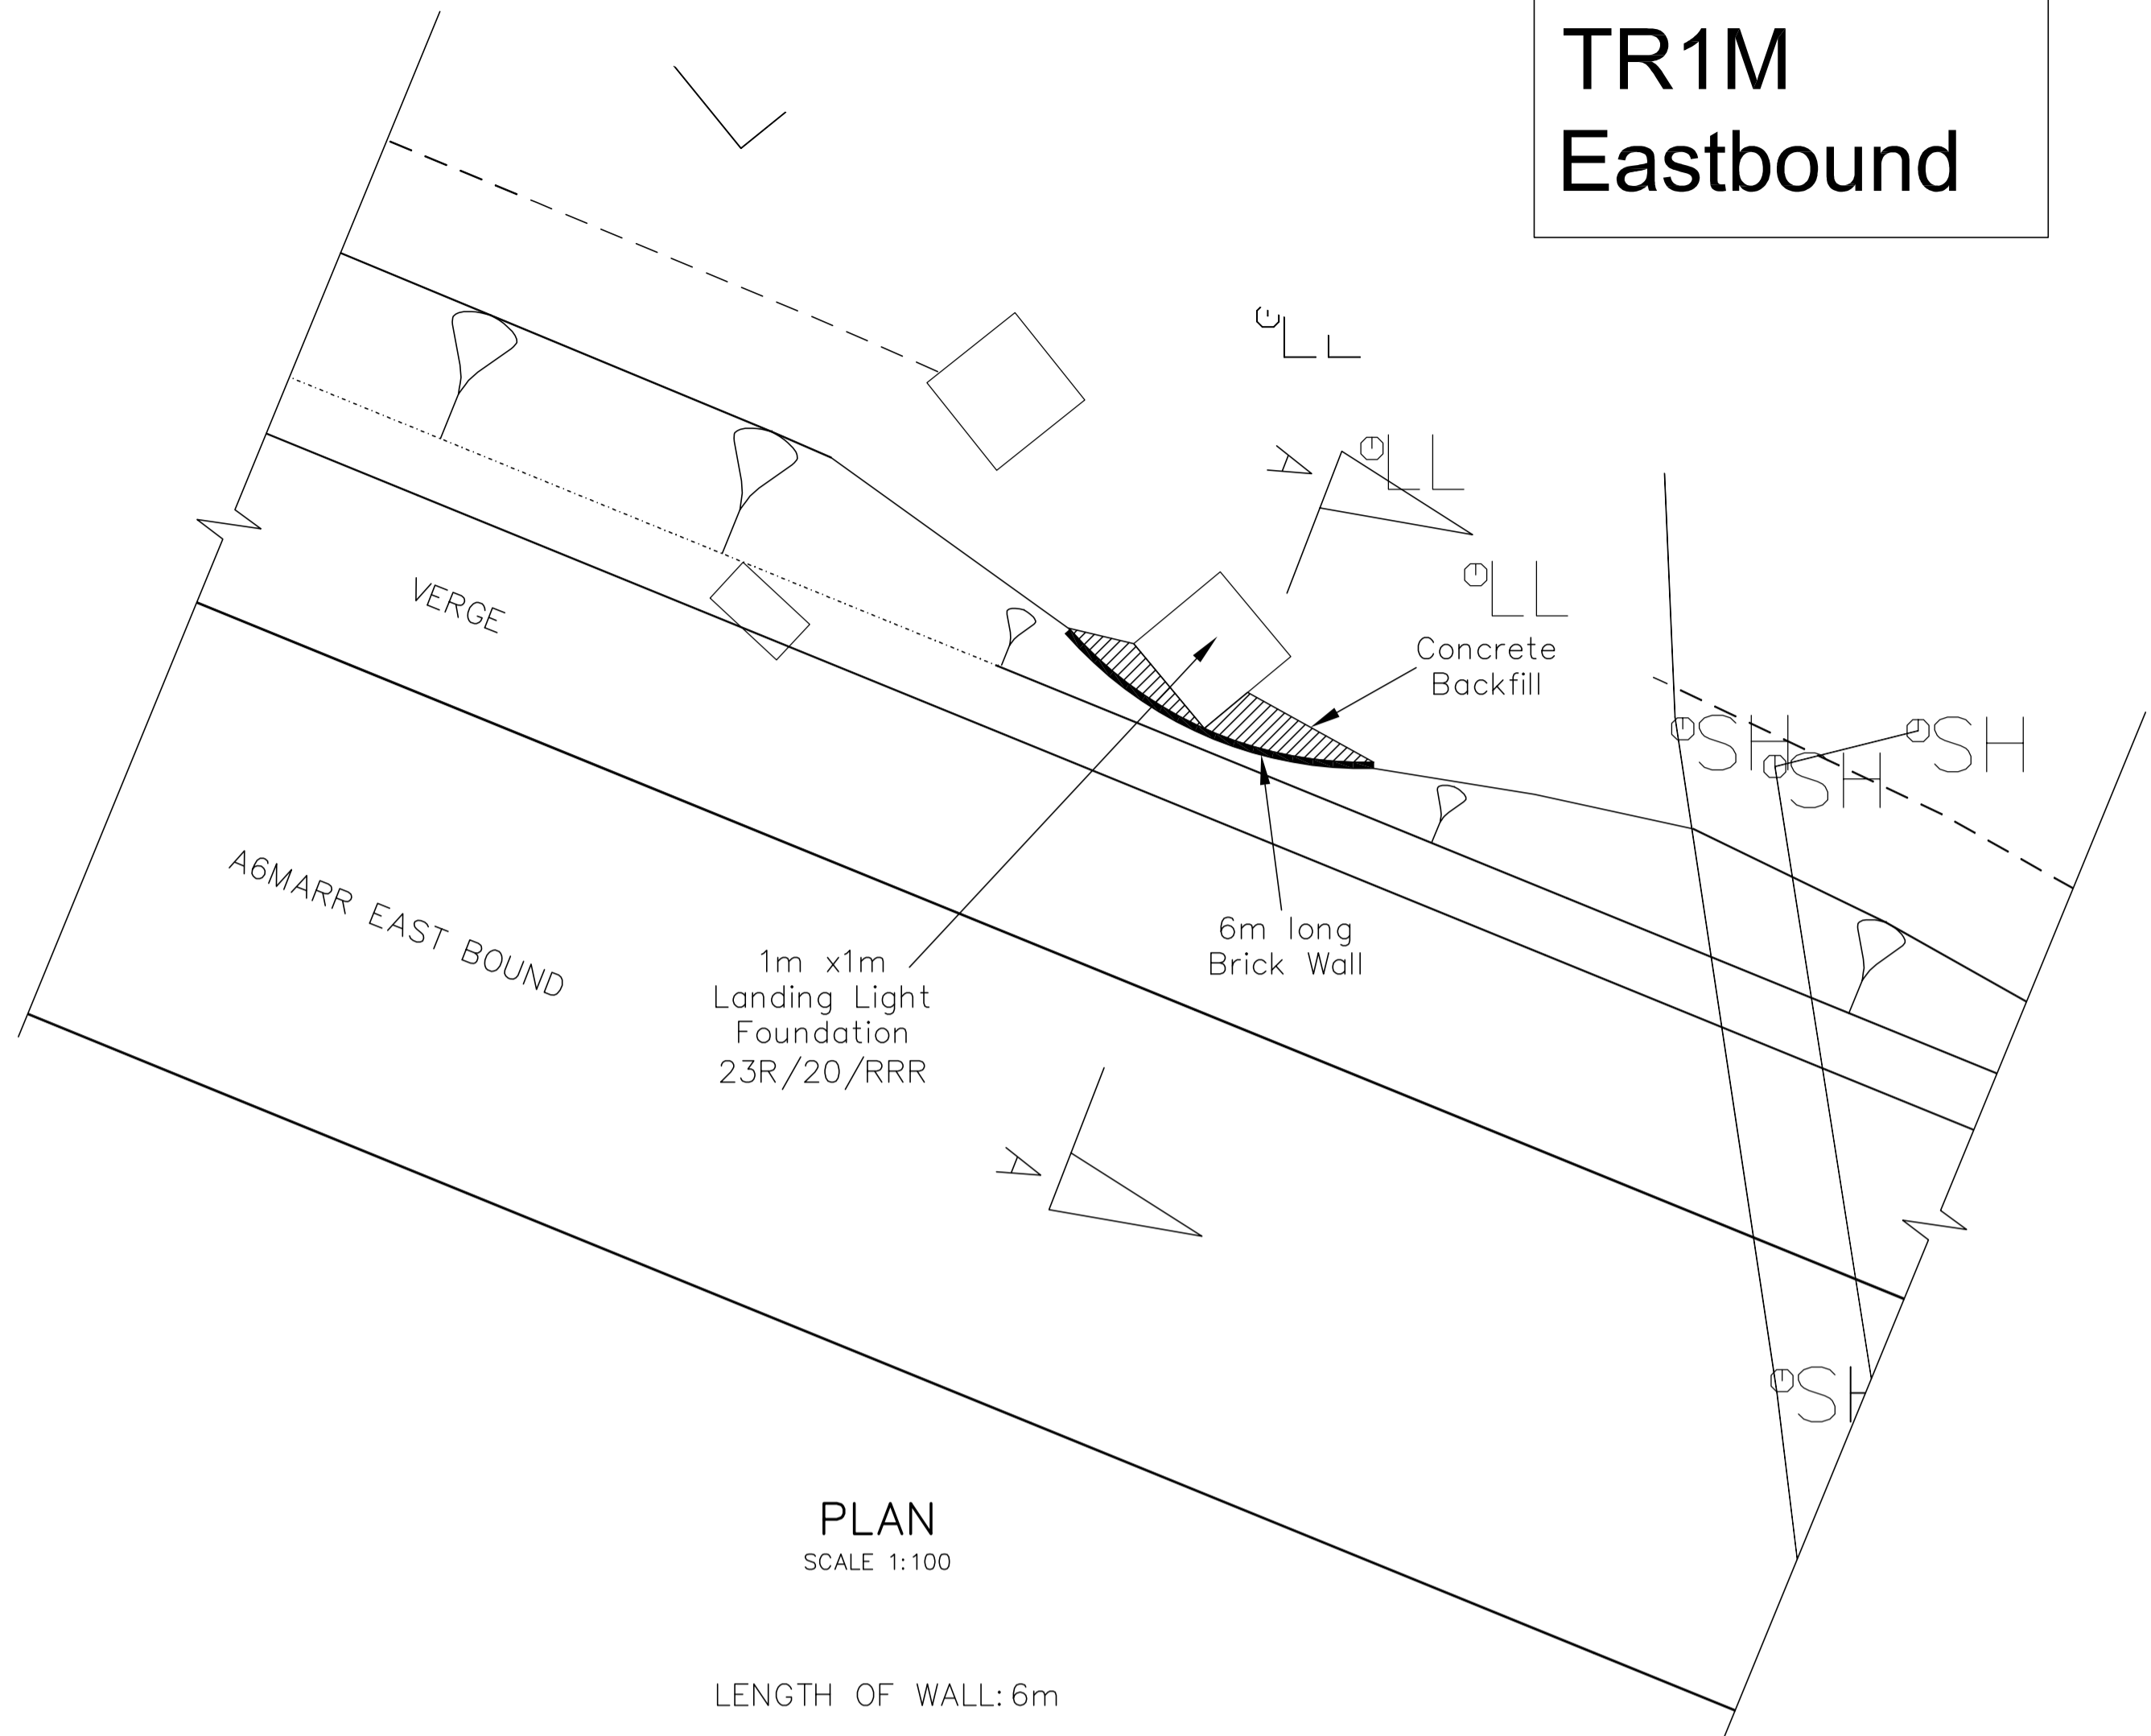 TR1M
Eastbound
LL
A
LL
LL
VERGE
Concrete
Backfill
SH
SH
SH
A6MARR EAST BOUND
6m long
Brick Wall
1m x1m
Landing Light
Foundation
23R/20/RRR
A
SH
PLAN
SCALE 1:100
LENGTH OF WALL: 6m